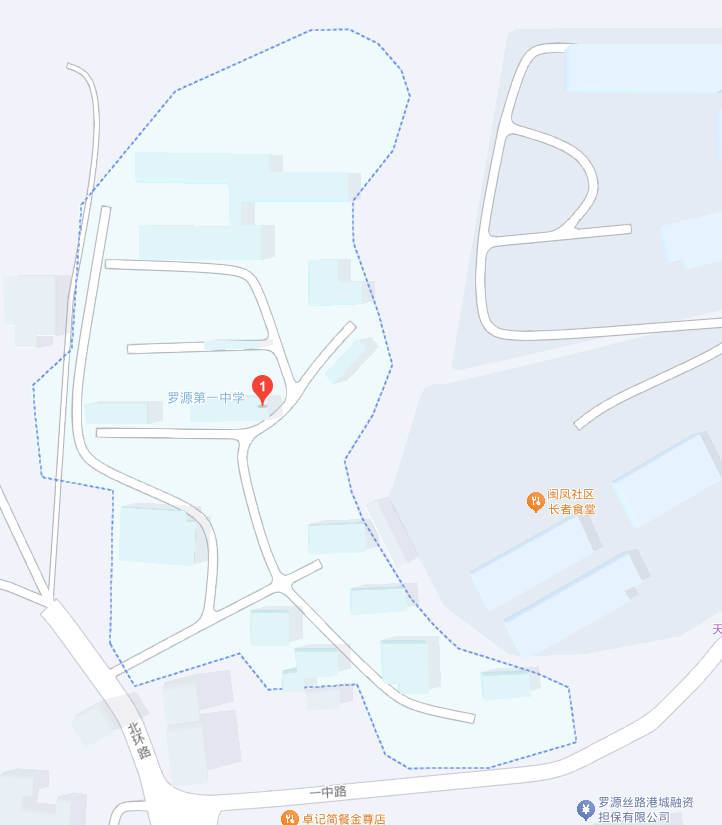 1
罗源第一中学
闽凤社区
长者食堂
天
北环路
一中路
罗源丝路港城融资
担保有限公司
卓记简餐金尊店